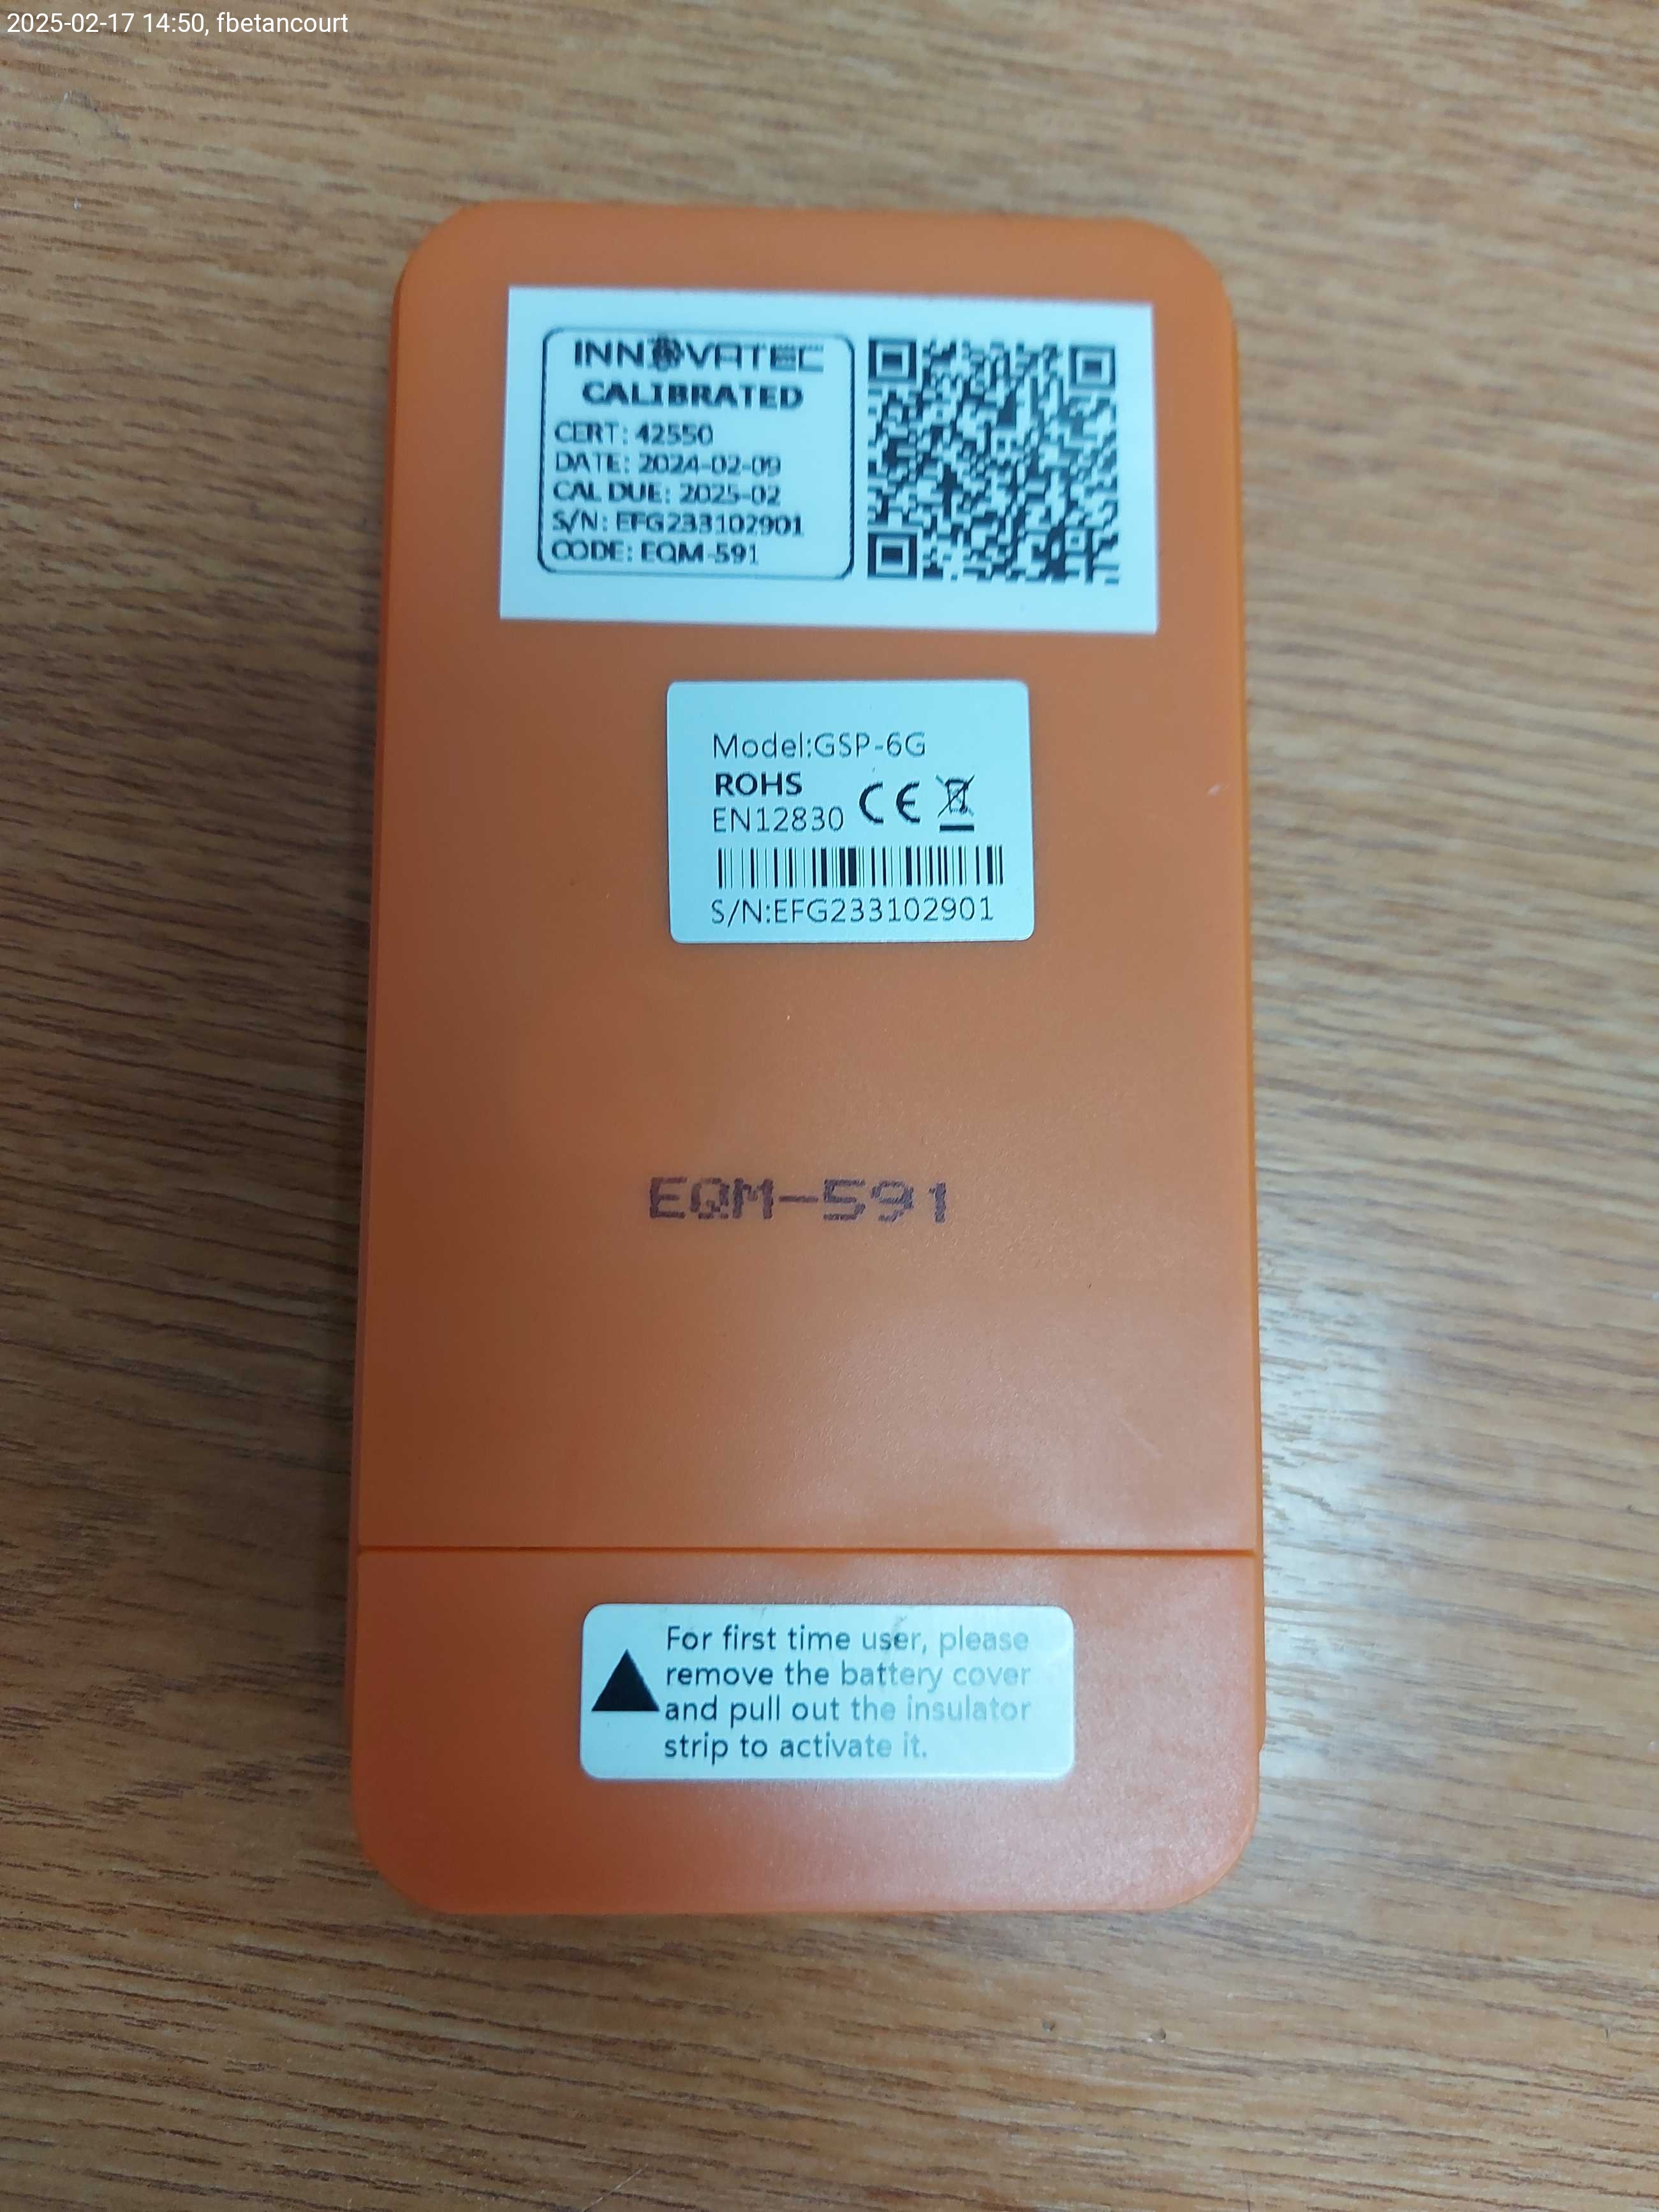 2025-02-17 14:50, fbetancourt
INNOVATEC
CALIBRATED
CERT: 42550
DATE: 2024-02-09
CAL DUE: 2025-02
S/N: EFG233102901
CODE: EQM-591
Model:GSP-6G
ROHS
EN12830 CE
S/N:EFG233102901
EQM-591
For first time user, please
remove the battery cover
and pull out the insulator
strip to activate it.